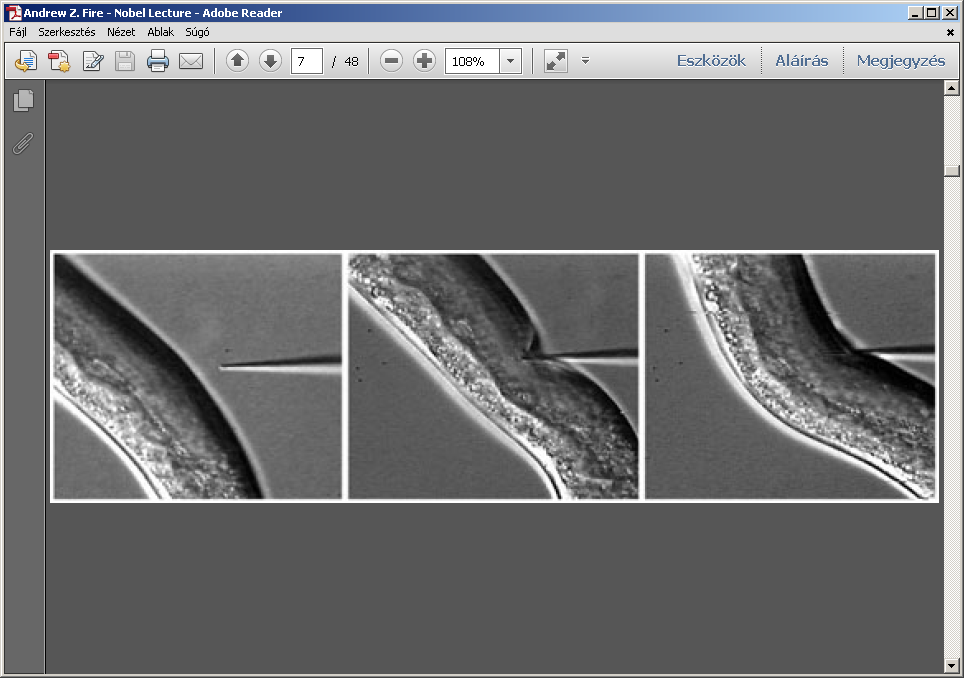 Andrew Z. Fire - Nobel Lecture - Adobe Reader
Fájl Szerkesztés Nézet Ablak Súgó
7 / 48 108% Eszközök Aláírás Megjegyzés